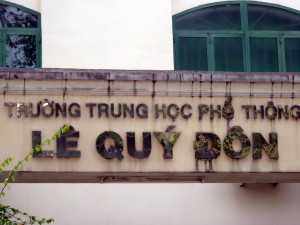 TRƯỜNG TRUNG HỌC PHỔ THÔNG
LÊ QUÝ ĐÔN